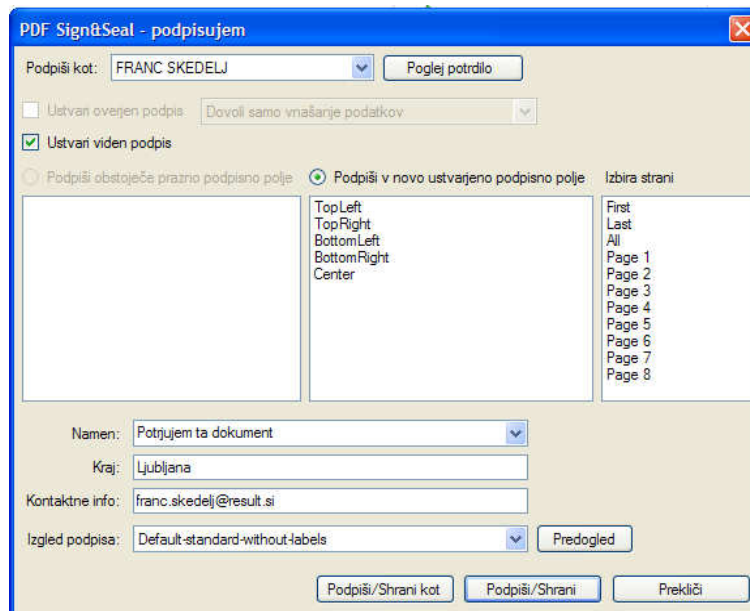 PDF Sign&Seal - podpisujem
Podpiši kot: FRANC SKEDELJ Poglej potrdilo
Ustvari overjen podpis Dovoli samo vnašanje podatkov
Ustvari viden podpis
Podpiši obstoječe prazno podpisno polje Podpiši v novo ustvarjeno podpisno polje Izbira strani
TopLeft
TopRight
BottomLeft
BottomRight
Center
First
Last
All
Page 1
Page 2
Page 3
Page 4
Page 5
Page 6
Page 7
Page 8
Namen: Potrjujem ta dokument
Kraj: Ljubljana
Kontaktne info: franc.skedelj@result.si
Izgled podpisa: Default-standard-without-labels Predogled
Podpiši/Shrani kot Podpiši/Shrani Prekliči